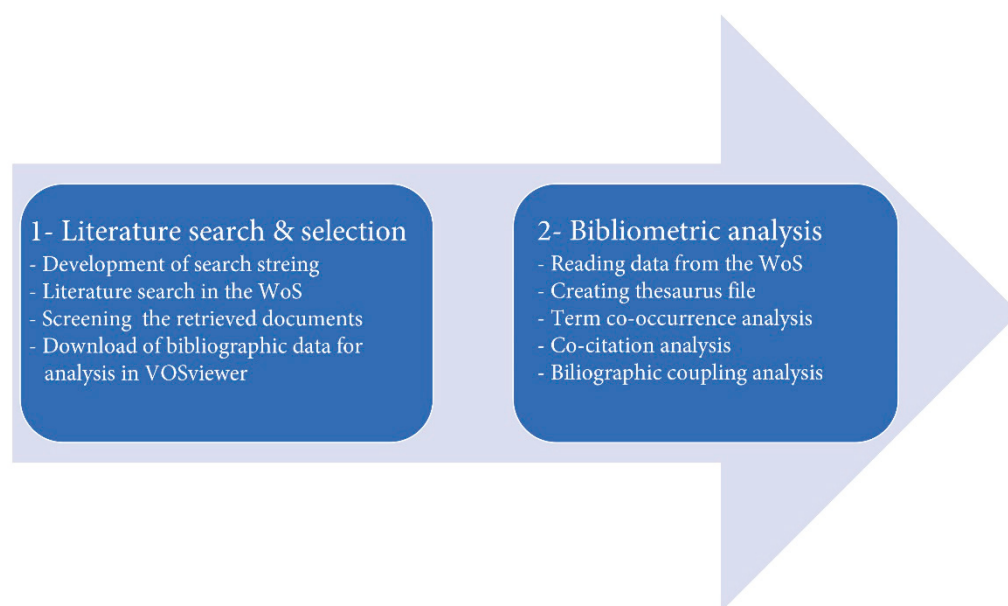 1- Literature search & selection
- Development of search streing
- Literature search in the WoS
- Screening the retrieved documents
- Download of bibliographic data for
analysis in VOSviewer
2- Bibliometric analysis
- Reading data from the WoS
- Creating thesaurus file
- Term co-occurrence analysis
- Co-citation analysis
- Biliographic coupling analysis